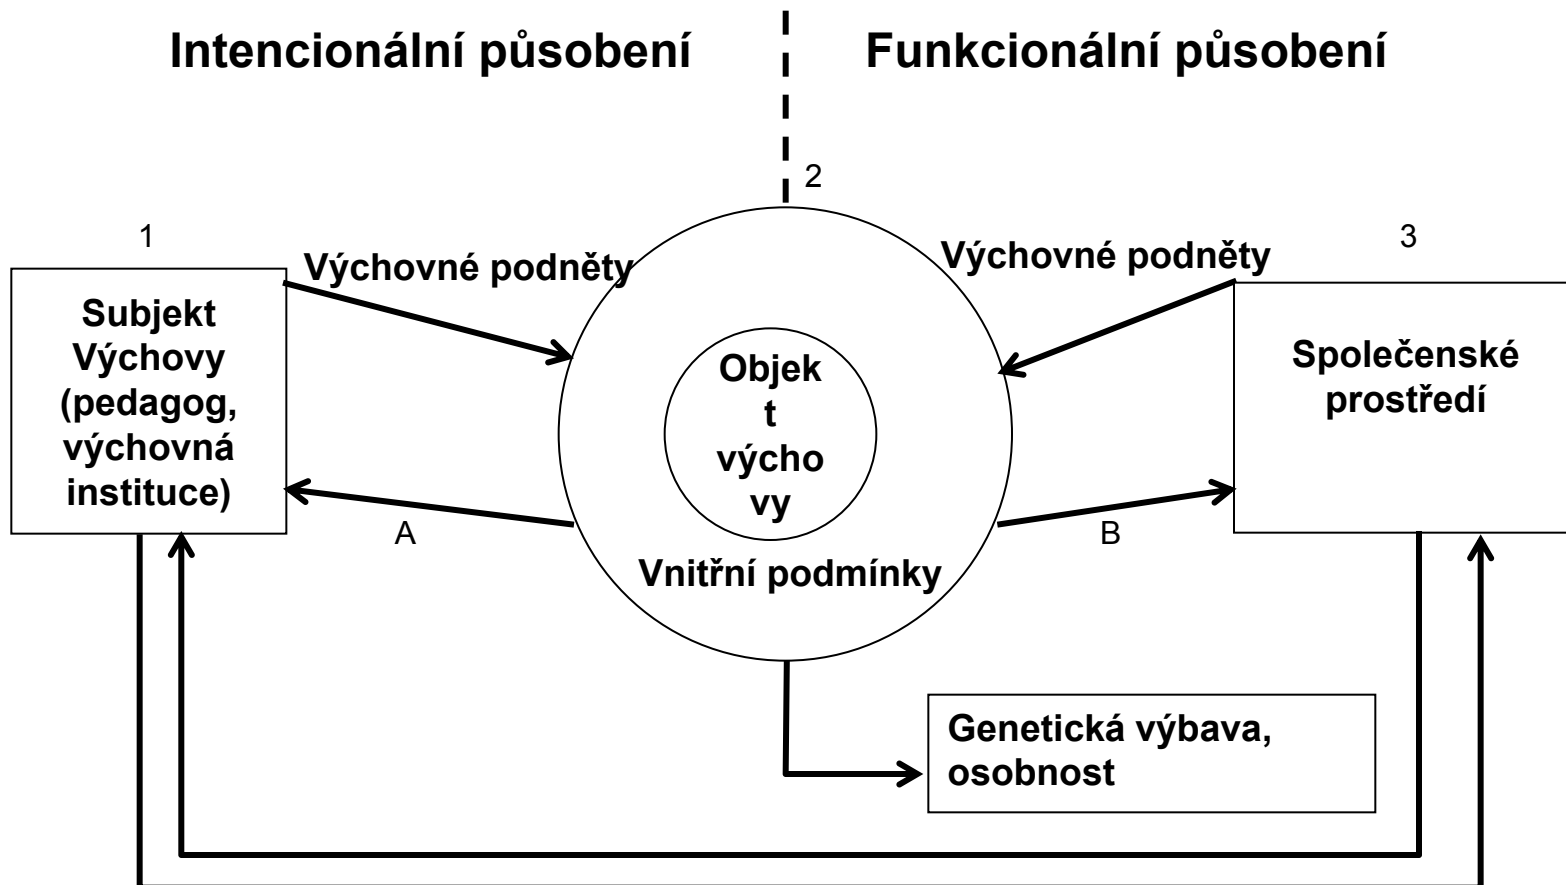 Intencionální působení
Funkcionální působení
2
1
3
Výchovné podněty
Výchovné podněty
Subjekt
Výchovy
(pedagog,
výchovná
instituce)
Objek
t
výcho
vy
Společenské
prostředí
A
B
Vnitřní podmínky
Genetická výbava,
osobnost